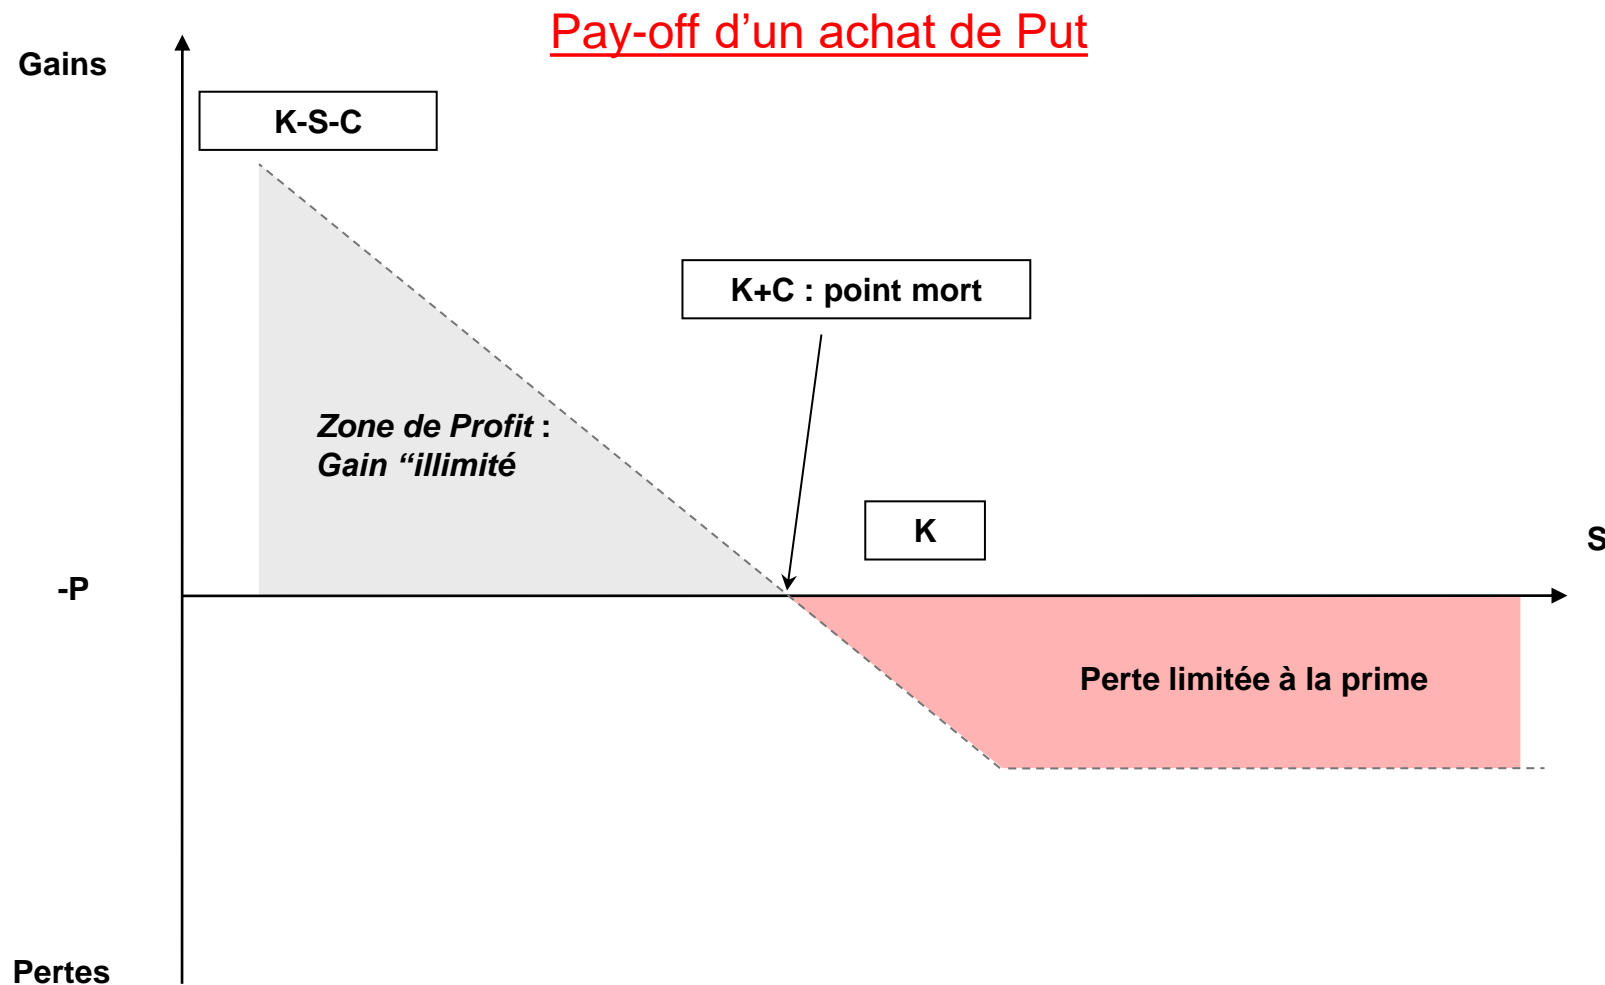 Pay-off d’un achat de Put
Gains
K-S-C
K+C : point mort
Zone de Profit :
Gain “illimité
K
S
-P
Perte limitée à la prime
Pertes